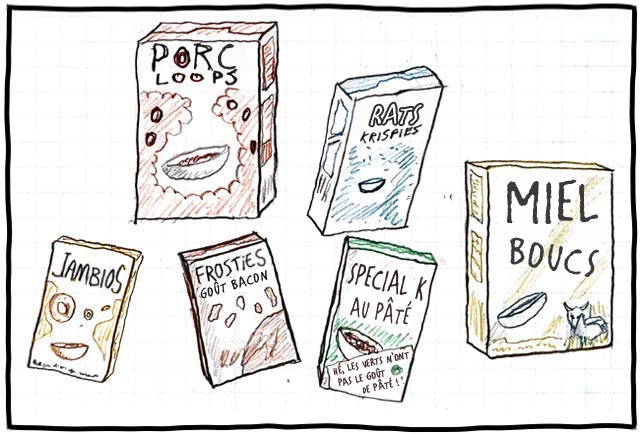 PORC
LOOPS
RATS
KRISPIES
MIEL
BOUCS
JAMBIOS
FROSTIES
GOÛT BACON
SPECIAL K
AU PÂTÉ
HÉ, LES VERTS N'ONT
PAS LE GOÛT
DE PÂTÉ !